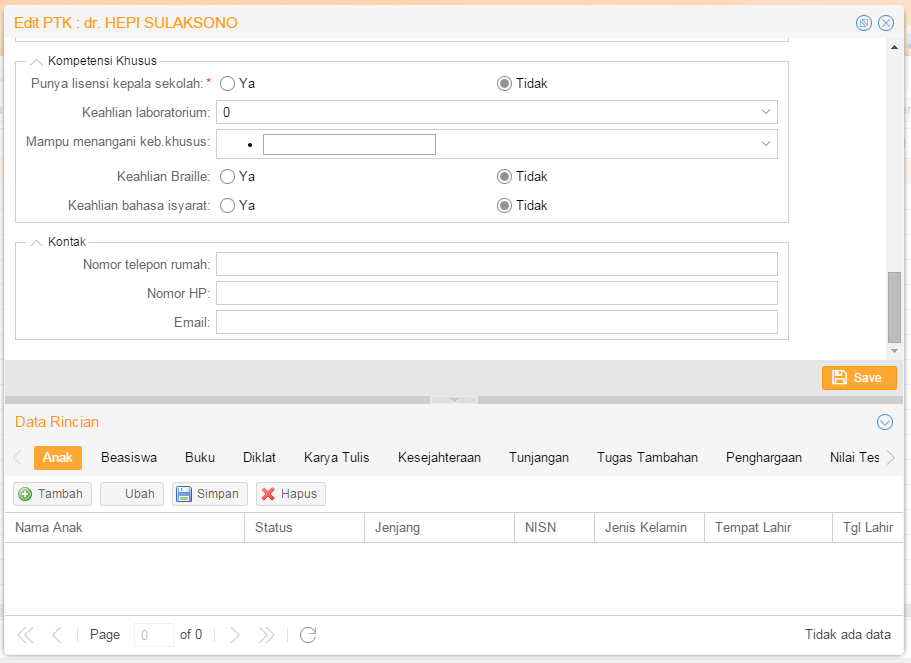 Edit PTK : dr. HEPI SULAKSONO
Kompetensi Khusus
Punya lisensi kepala sekolah: * Ya Tidak
Keahlian laboratorium: 0
Mampu menangani keb.khusus:
Keahlian Braille: Ya Tidak
Keahlian bahasa isyarat: Ya Tidak
Kontak
Nomor telepon rumah:
Nomor HP:
Email:
Save
Data Rincian
Anak Beasiswa Buku Diklat Karya Tulis Kesejahteraan Tunjangan Tugas Tambahan Penghargaan Nilai Tes
Tambah Ubah Simpan Hapus
Nama Anak Status Jenjang NISN Jenis Kelamin Tempat Lahir Tgl Lahir
Page 0 of 0 Tidak ada data